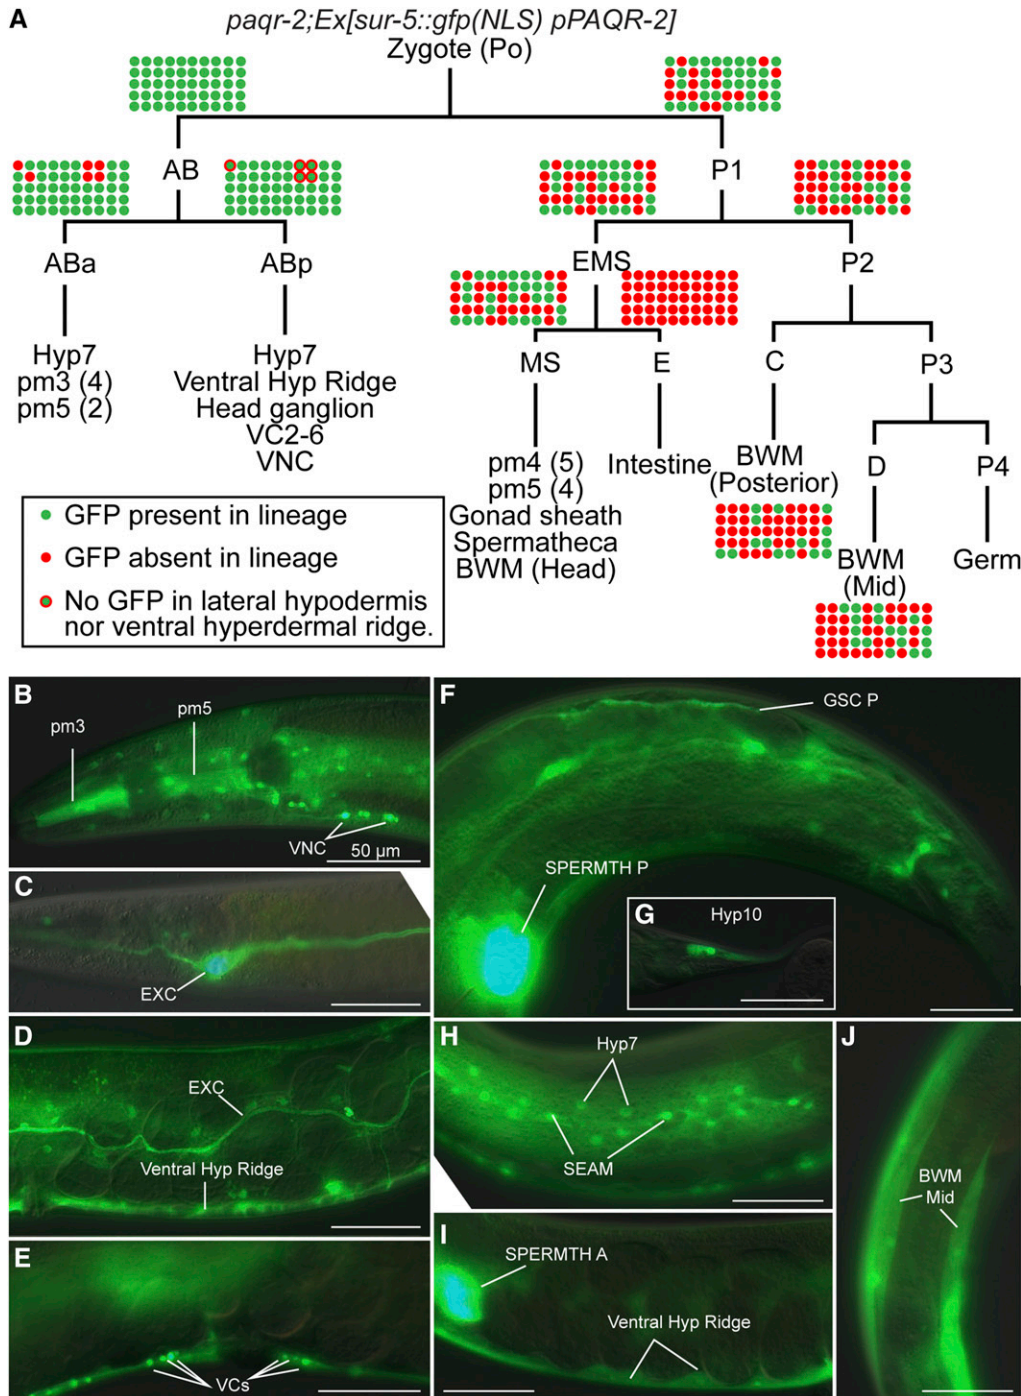 A
paqr-2;Ex[sur-5::gfp(NLS) pPAQR-2]
Zygote (Po)
AB
P1
ABa
ABp
EMS
P2
Hyp7
pm3 (4)
pm5 (2)
Hyp7
Ventral Hyp Ridge
Head ganglion
VC2-6
VNC
MS
E
C
P3
pm4 (5)
pm5 (4)
Gonad sheath
Spermatheca
BWM (Head)
Intestine
BWM
(Posterior)
D
P4
BWM
(Mid)
Germ
GFP present in lineage
GFP absent in lineage
No GFP in lateral hypodermis
nor ventral hyperdermal ridge.
B
pm3
pm5
VNC
50 µm
C
EXC
D
EXC
Ventral Hyp Ridge
E
VCs
F
GSC P
SPERMTH P
G
Hyp10
H
Hyp7
SEAM
I
SPERMTH A
Ventral Hyp Ridge
J
BWM
Mid